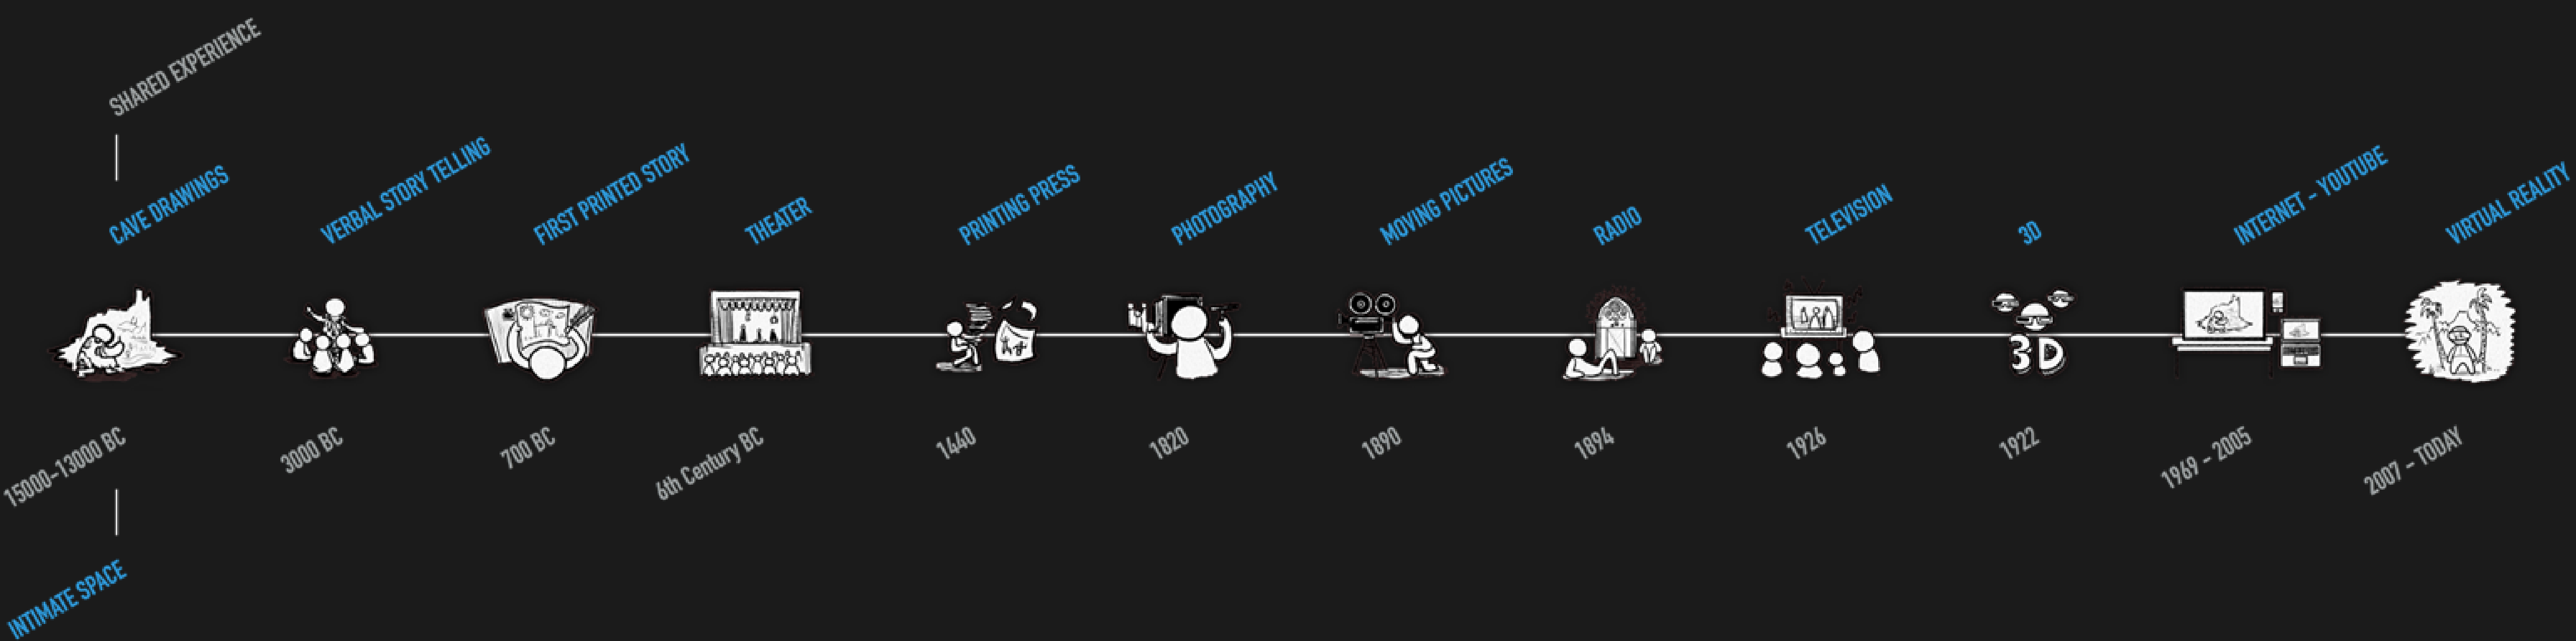 SHARED EXPERIENCE
CAVE DRAWINGS
VERBAL STORY TELLING
FIRST PRINTED STORY
THEATER
PRINTING PRESS
PHOTOGRAPHY
MOVING PICTURES
RADIO
TELEVISION
3D
INTERNET – YOUTUBE
VIRTUAL REALITY
3D
15000–13000 BC
3000 BC
700 BC
6th Century BC
1440
1820
1890
1894
1926
1922
1969 – 2005
2007 – TODAY
INTIMATE SPACE